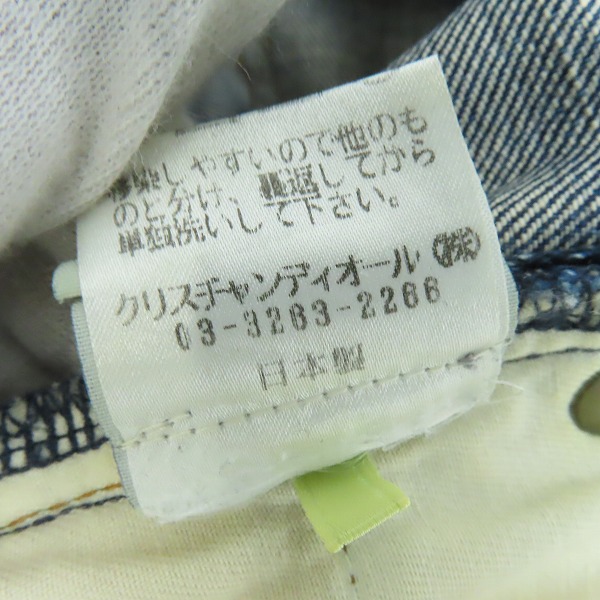 移染しやすいので他のも
のと分け、裏返してから
単独洗いして下さい。
クリスチャンディオール㈱
03-3263-2266
日本製